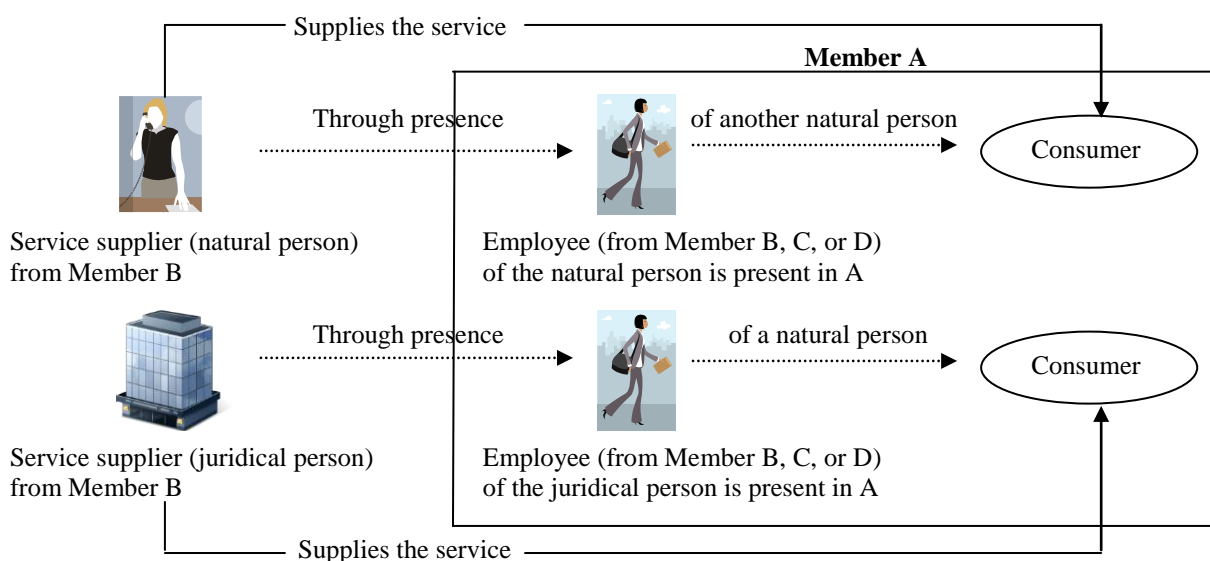 Supplies the service
Member A
Through presence
of another natural person
Consumer
Service supplier (natural person)
from Member B
Employee (from Member B, C, or D)
of the natural person is present in A
Through presence
of a natural person
Consumer
Service supplier (juridical person)
from Member B
Employee (from Member B, C, or D)
of the juridical person is present in A
Supplies the service